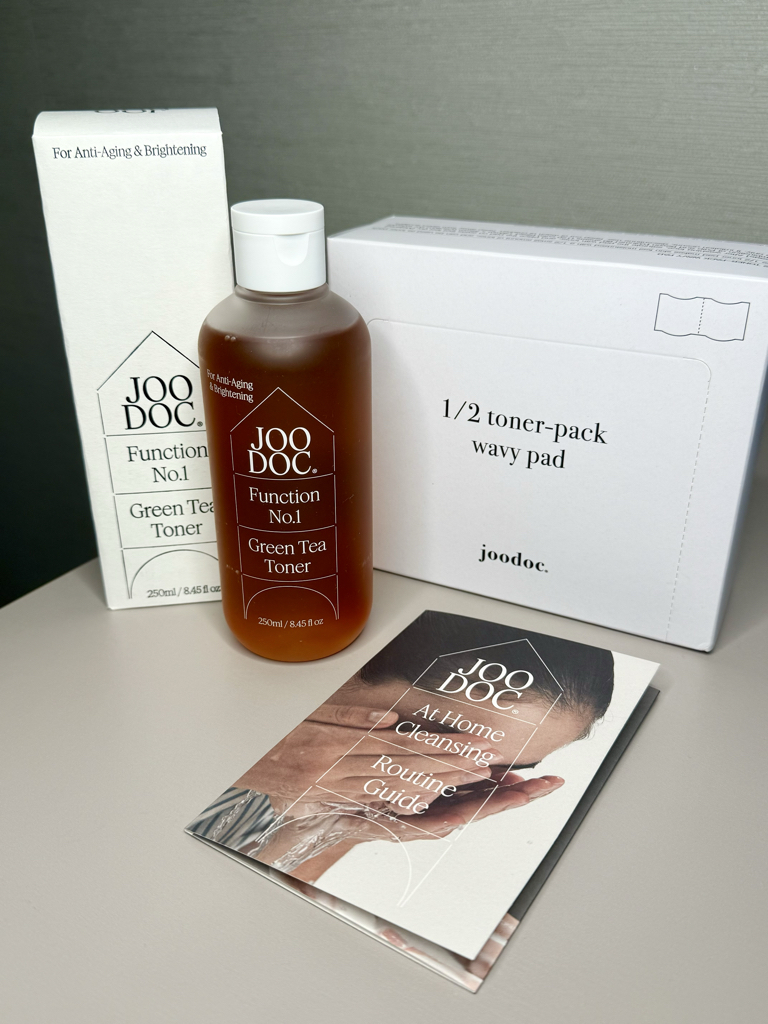 For Anti-Aging & Brightening
JOO
DOC®
Function
No.1
Green Tea
Toner
250ml / 8.45 fl oz
For Anti-Aging
& Brightening
JOO
DOC®
Function
No.1
Green Tea
Toner
250ml / 8.45 fl oz
1/2 toner-pack
wavy pad
joodoc®
JOO
DOC®
At Home
Cleansing
Routine
Guide